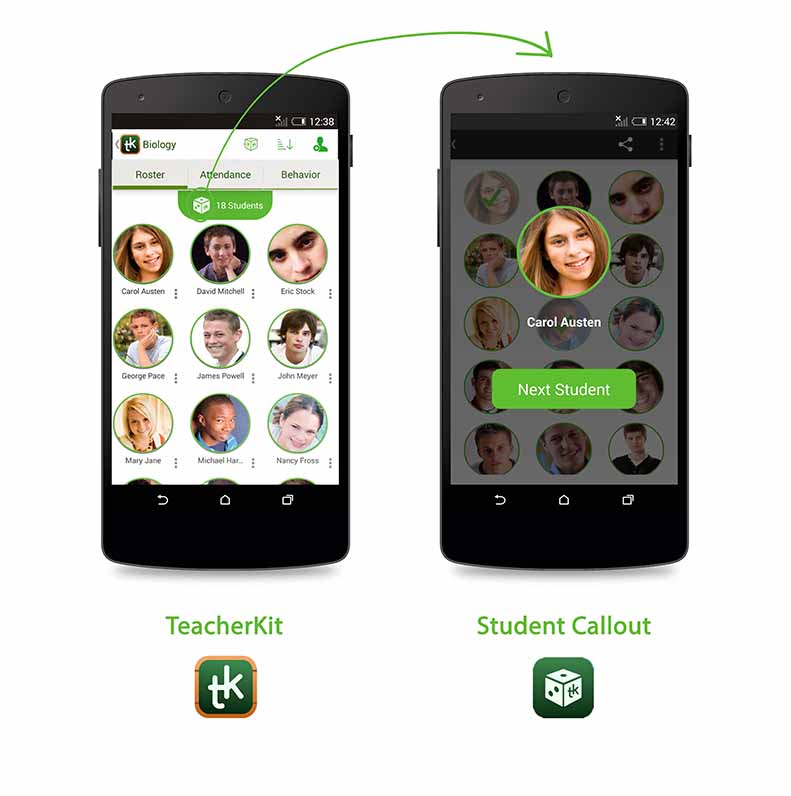 12:38
tk Biology
Roster Attendance Behavior
18 Students
Carol Austen David Mitchell Eric Stock
George Pace James Powell John Meyer
Mary Jane Michael Har.. Nancy Fross
12:42
Carol Austen
Next Student
TeacherKit
Student Callout
tk
tk